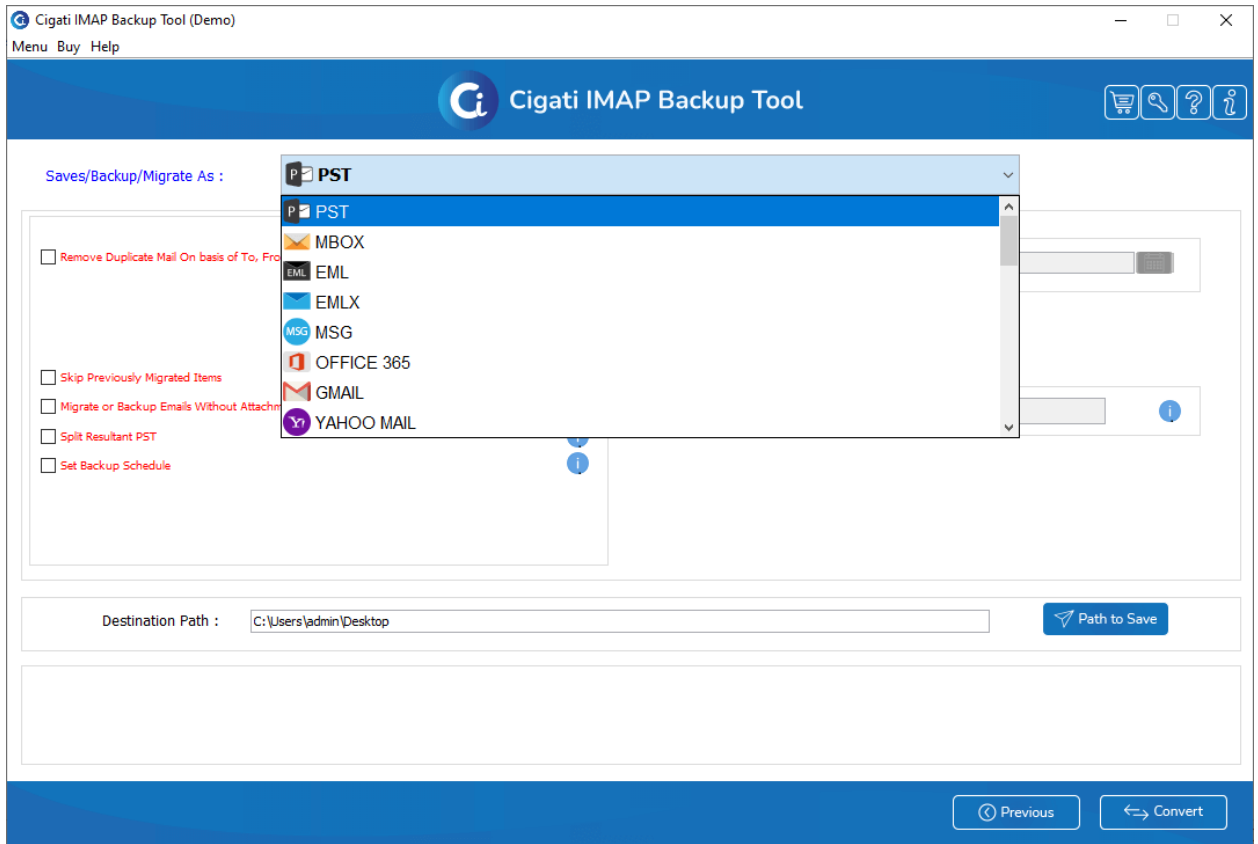 Cigati IMAP Backup Tool (Demo)
Menu Buy Help
Cigati IMAP Backup Tool
Saves/Backup/Migrate As :
PST
PST
MBOX
Remove Duplicate Mail On basis of To, Fro
EML
EMLX
MSG
OFFICE 365
Skip Previously Migrated Items
GMAIL
Migrate or Backup Emails Without Attachm
YAHOO MAIL
Split Resultant PST
Set Backup Schedule
Destination Path :
C:\Users\admin\Desktop
Path to Save
Previous
Convert